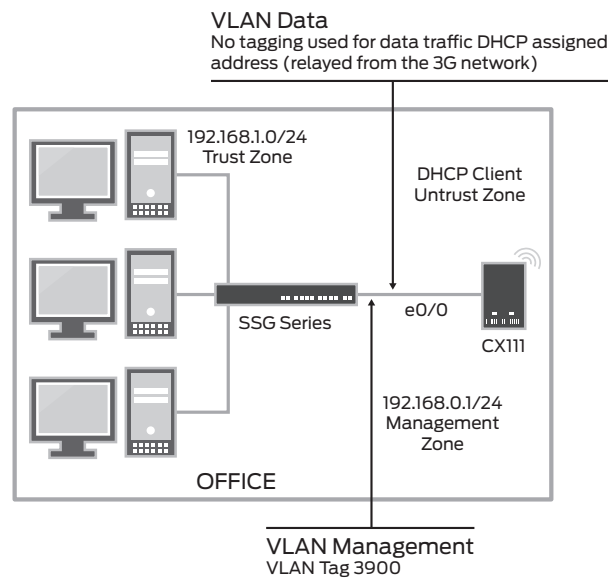 VLAN Data
No tagging used for data traffic DHCP assigned
address (relayed from the 3G network)
192.168.1.0/24
Trust Zone
DHCP Client
Untrust Zone
SSG Series
e0/0
CX111
192.168.0.1/24
Management
Zone
OFFICE
VLAN Management
VLAN Tag 3900